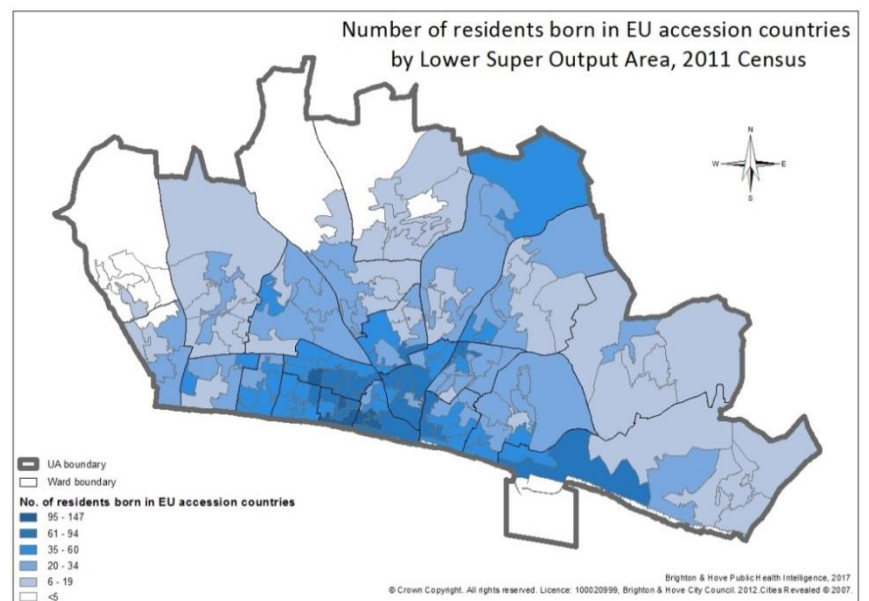 Number of residents born in EU accession countries
by Lower Super Output Area, 2011 Census
N
W E
S
UA boundary
Ward boundary
No. of residents born in EU accession countries
95 - 147
61 - 94
35 - 60
20 - 34
6 - 19
<5
Brighton & Hove Public Health Intelligence, 2017
© Crown Copyright. All rights reserved. Licence: 100020999, Brighton & Hove City Council. 2012.Cities Revealed © 2007.